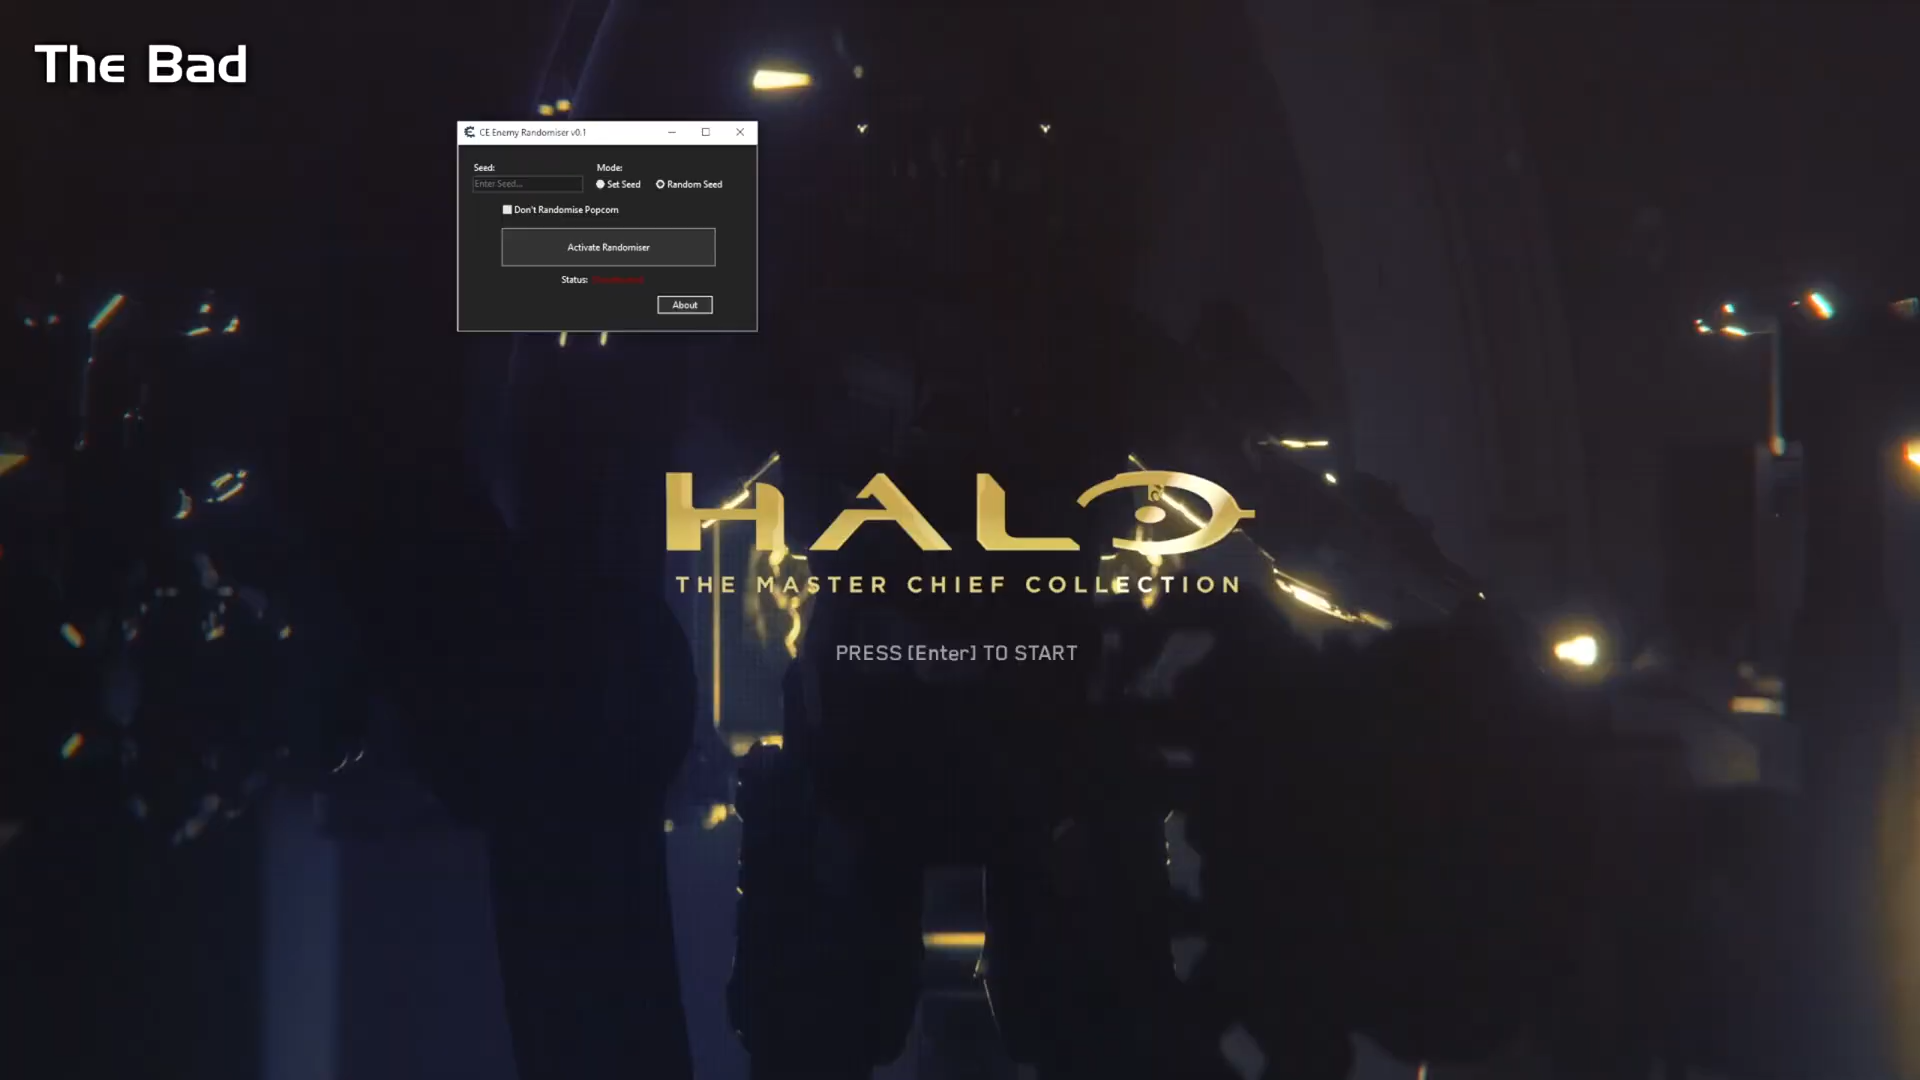 The Bad
CE Enemy Randomiser v0.1
Seed:
Mode:
Enter Seed...
Set Seed
Random Seed
Don't Randomise Popcorn
Activate Randomiser
Status:
About
HALO
THE MASTER CHIEF COLLECTION
PRESS [Enter] TO START